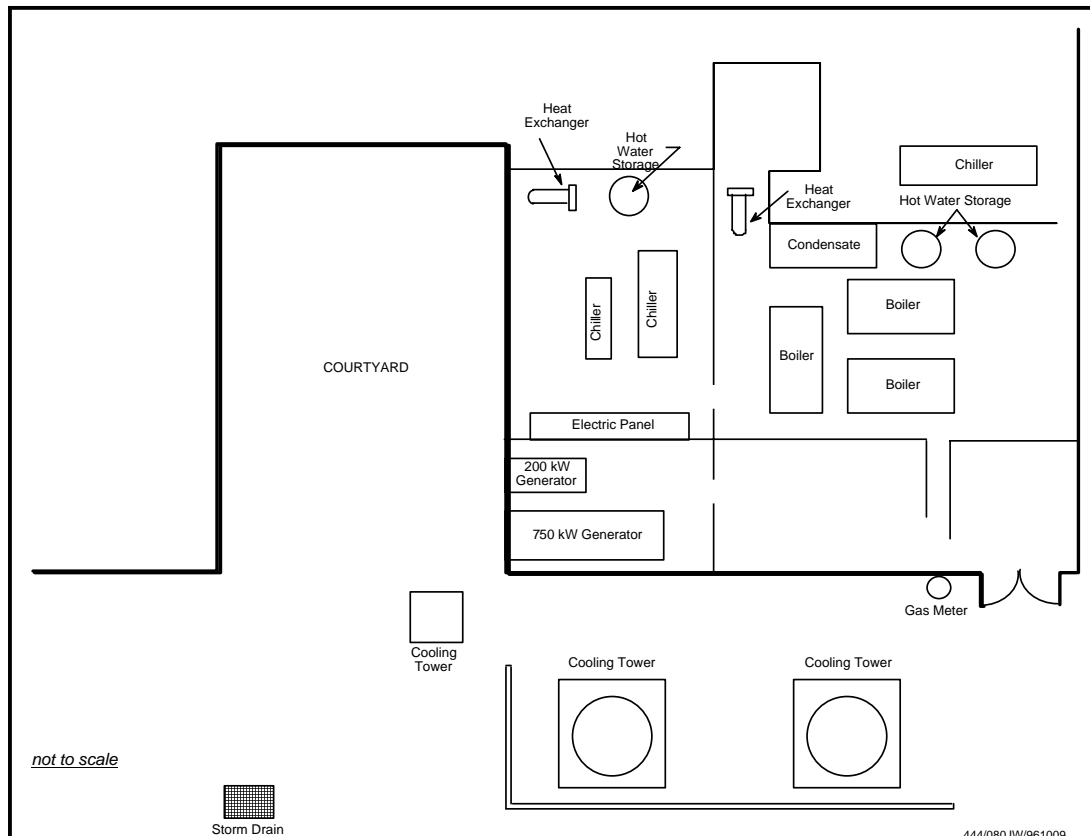 Heat
Exchanger
Hot
Water
Storage
Chiller
Heat
Exchanger
Hot Water Storage
Condensate
Chiller
Chiller
Boiler
Boiler
Boiler
COURTYARD
Electric Panel
200 kW
Generator
750 kW Generator
Gas Meter
Cooling
Tower
Cooling Tower
Cooling Tower
not to scale
Storm Drain
444/080JW/961009